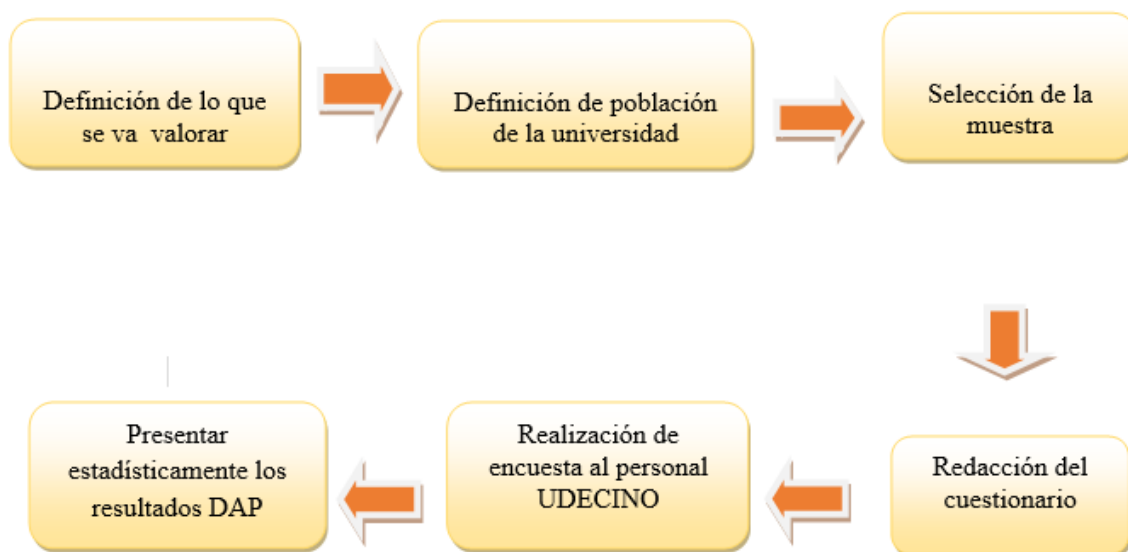 Definición de lo que
se va valorar
Definición de población
de la universidad
Selección de la
muestra
Redacción del
cuestionario
Realización de
encuesta al personal
UDECINO
Presentar
estadísticamente los
resultados DAP